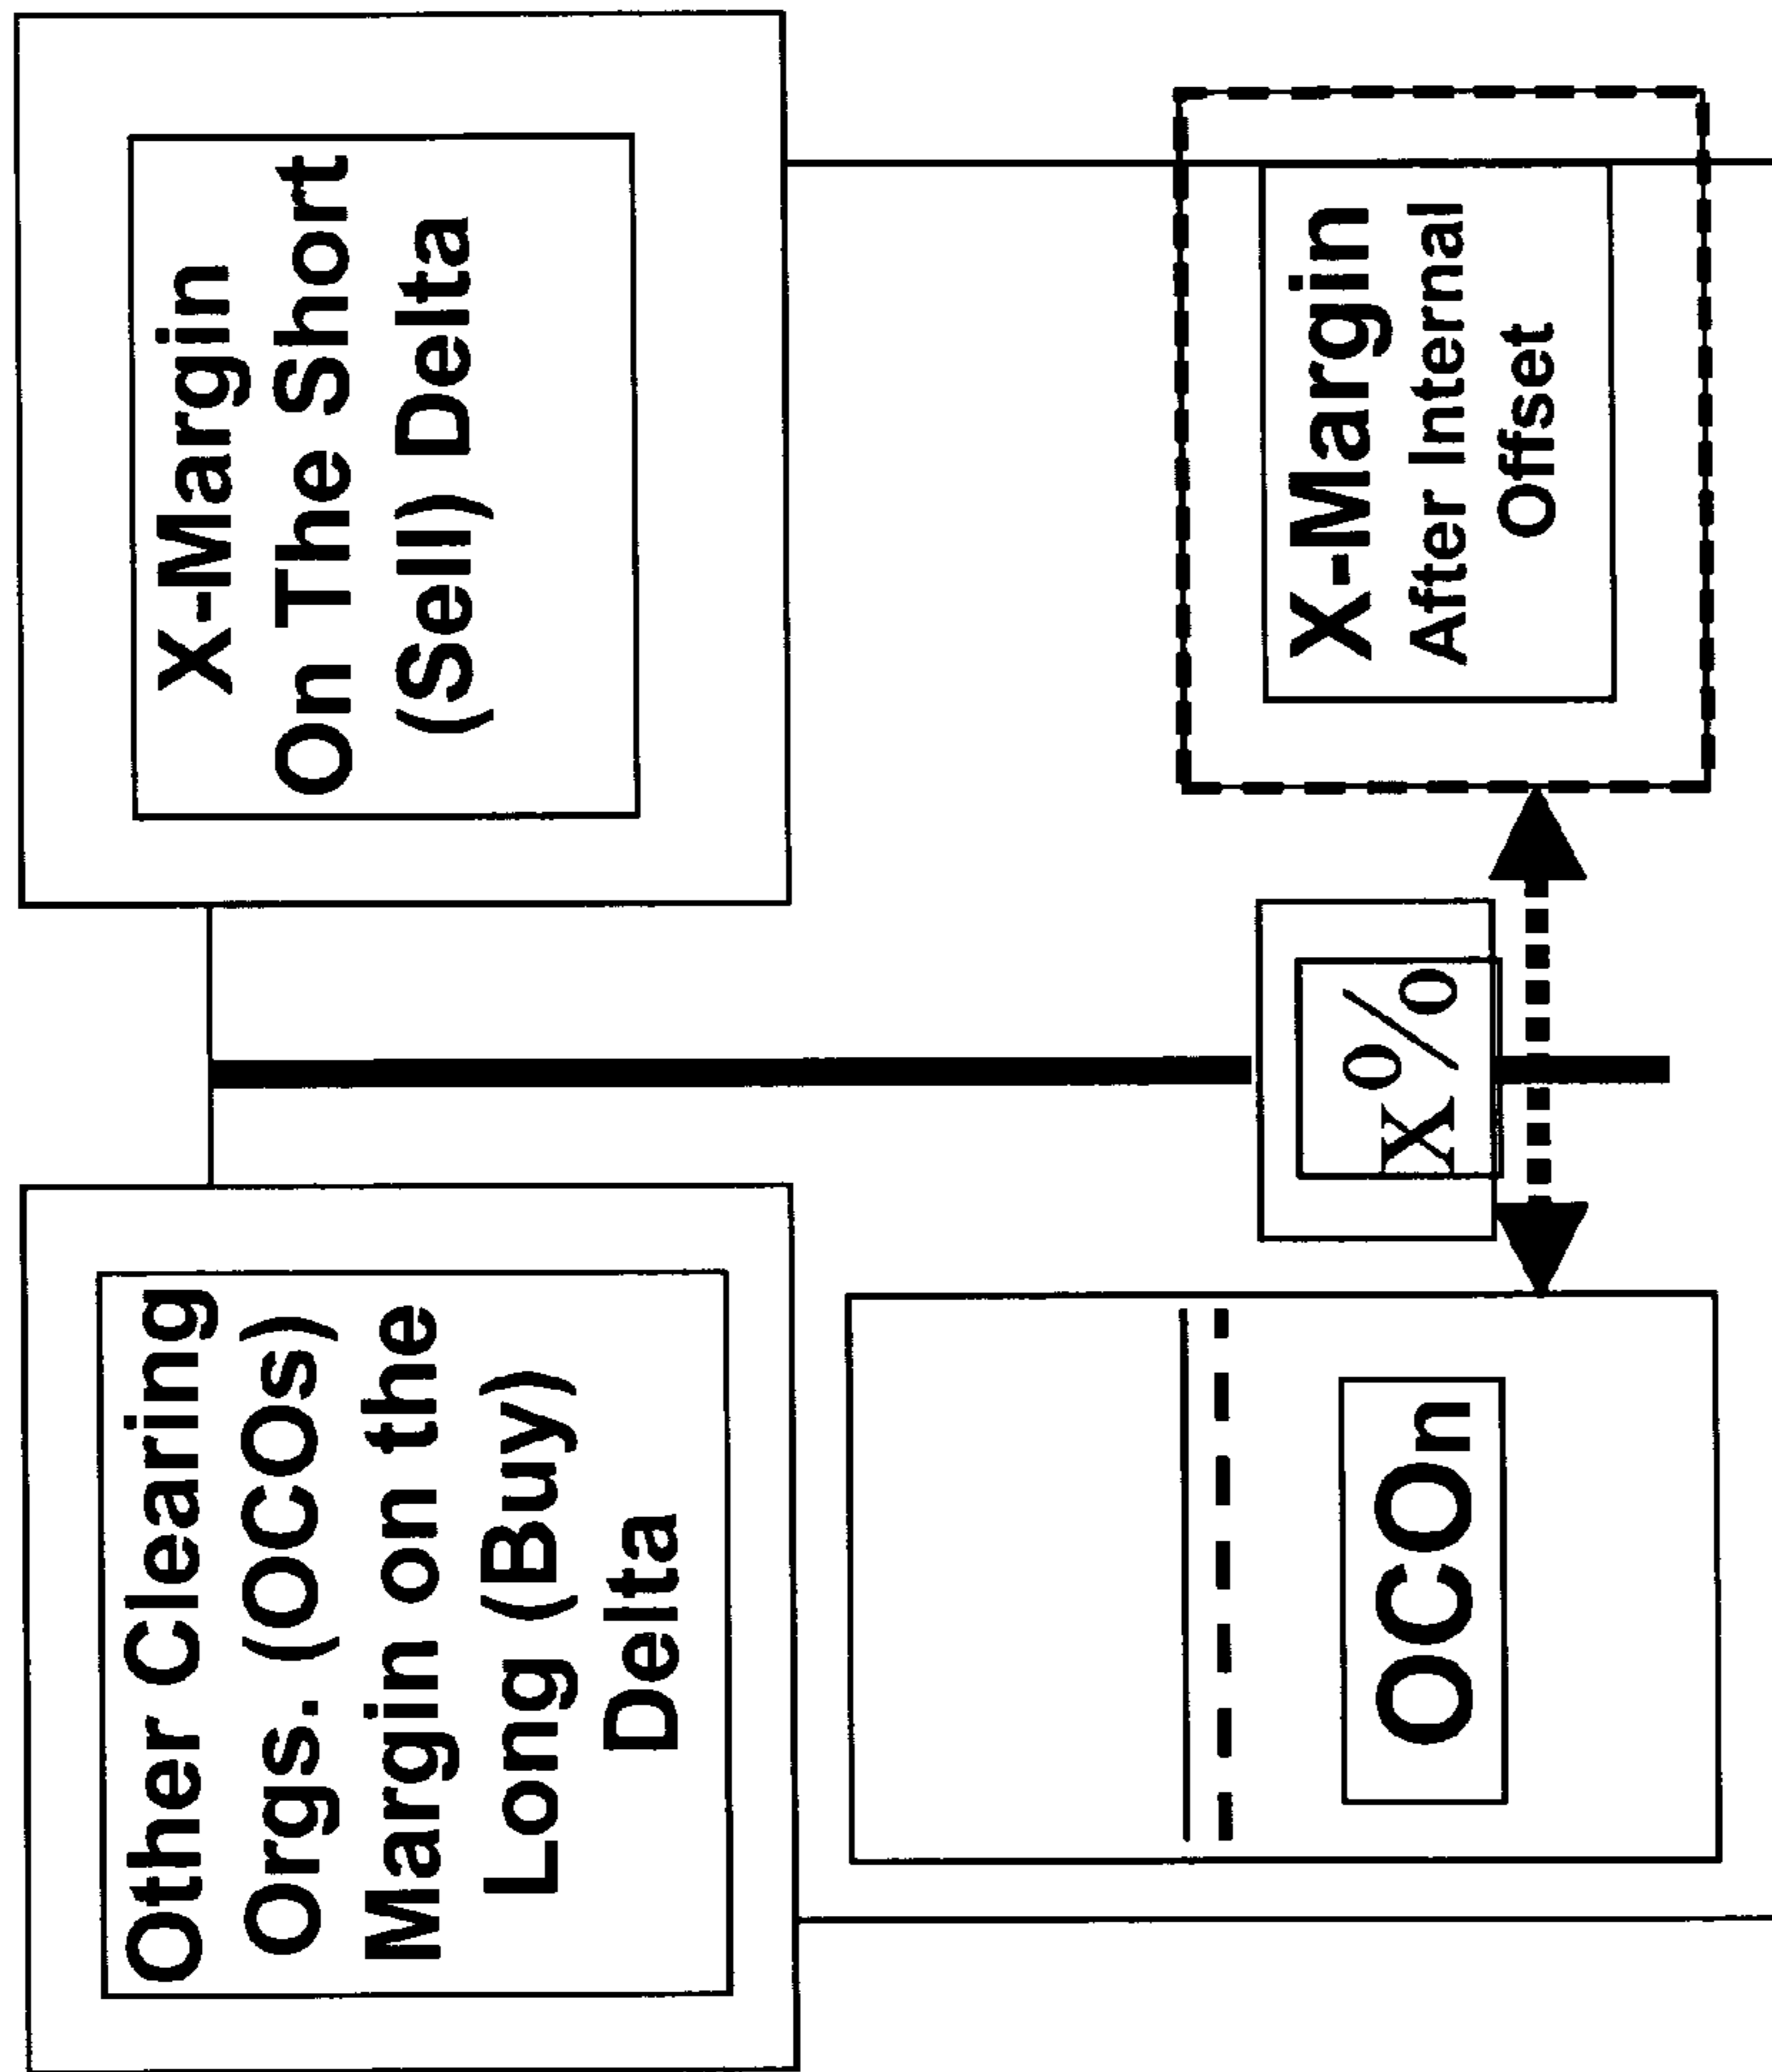 Other Clearing
Orgs. (OCOs)
Margin on the
Long (Buy)
Delta
X-Margin
On The Short
(Sell) Delta
OCOn
x%
X-Margin
After Internal
Offset